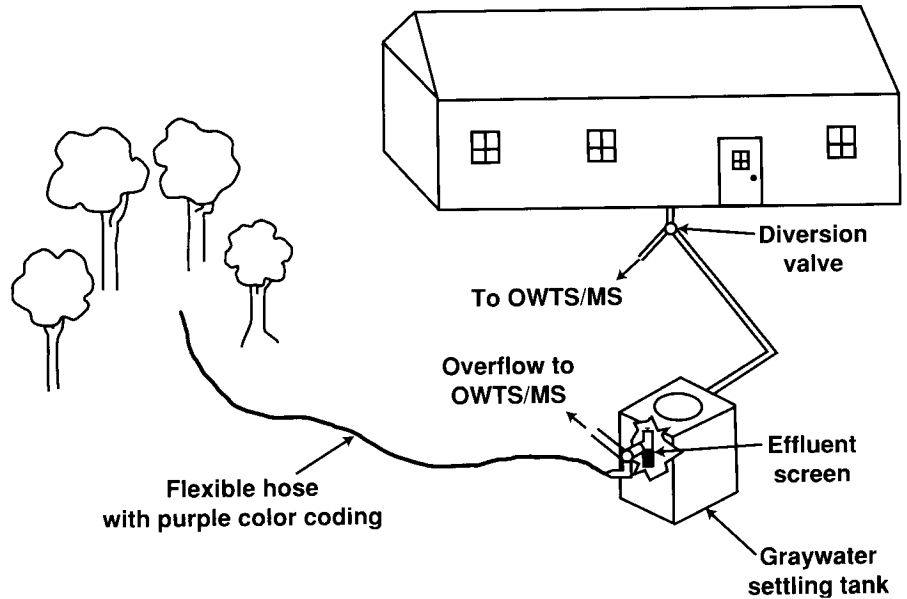 Diversion
valve
To OWTS/MS
Overflow to
OWTS/MS
Effluent
screen
Flexible hose
with purple color coding
Graywater
settling tank